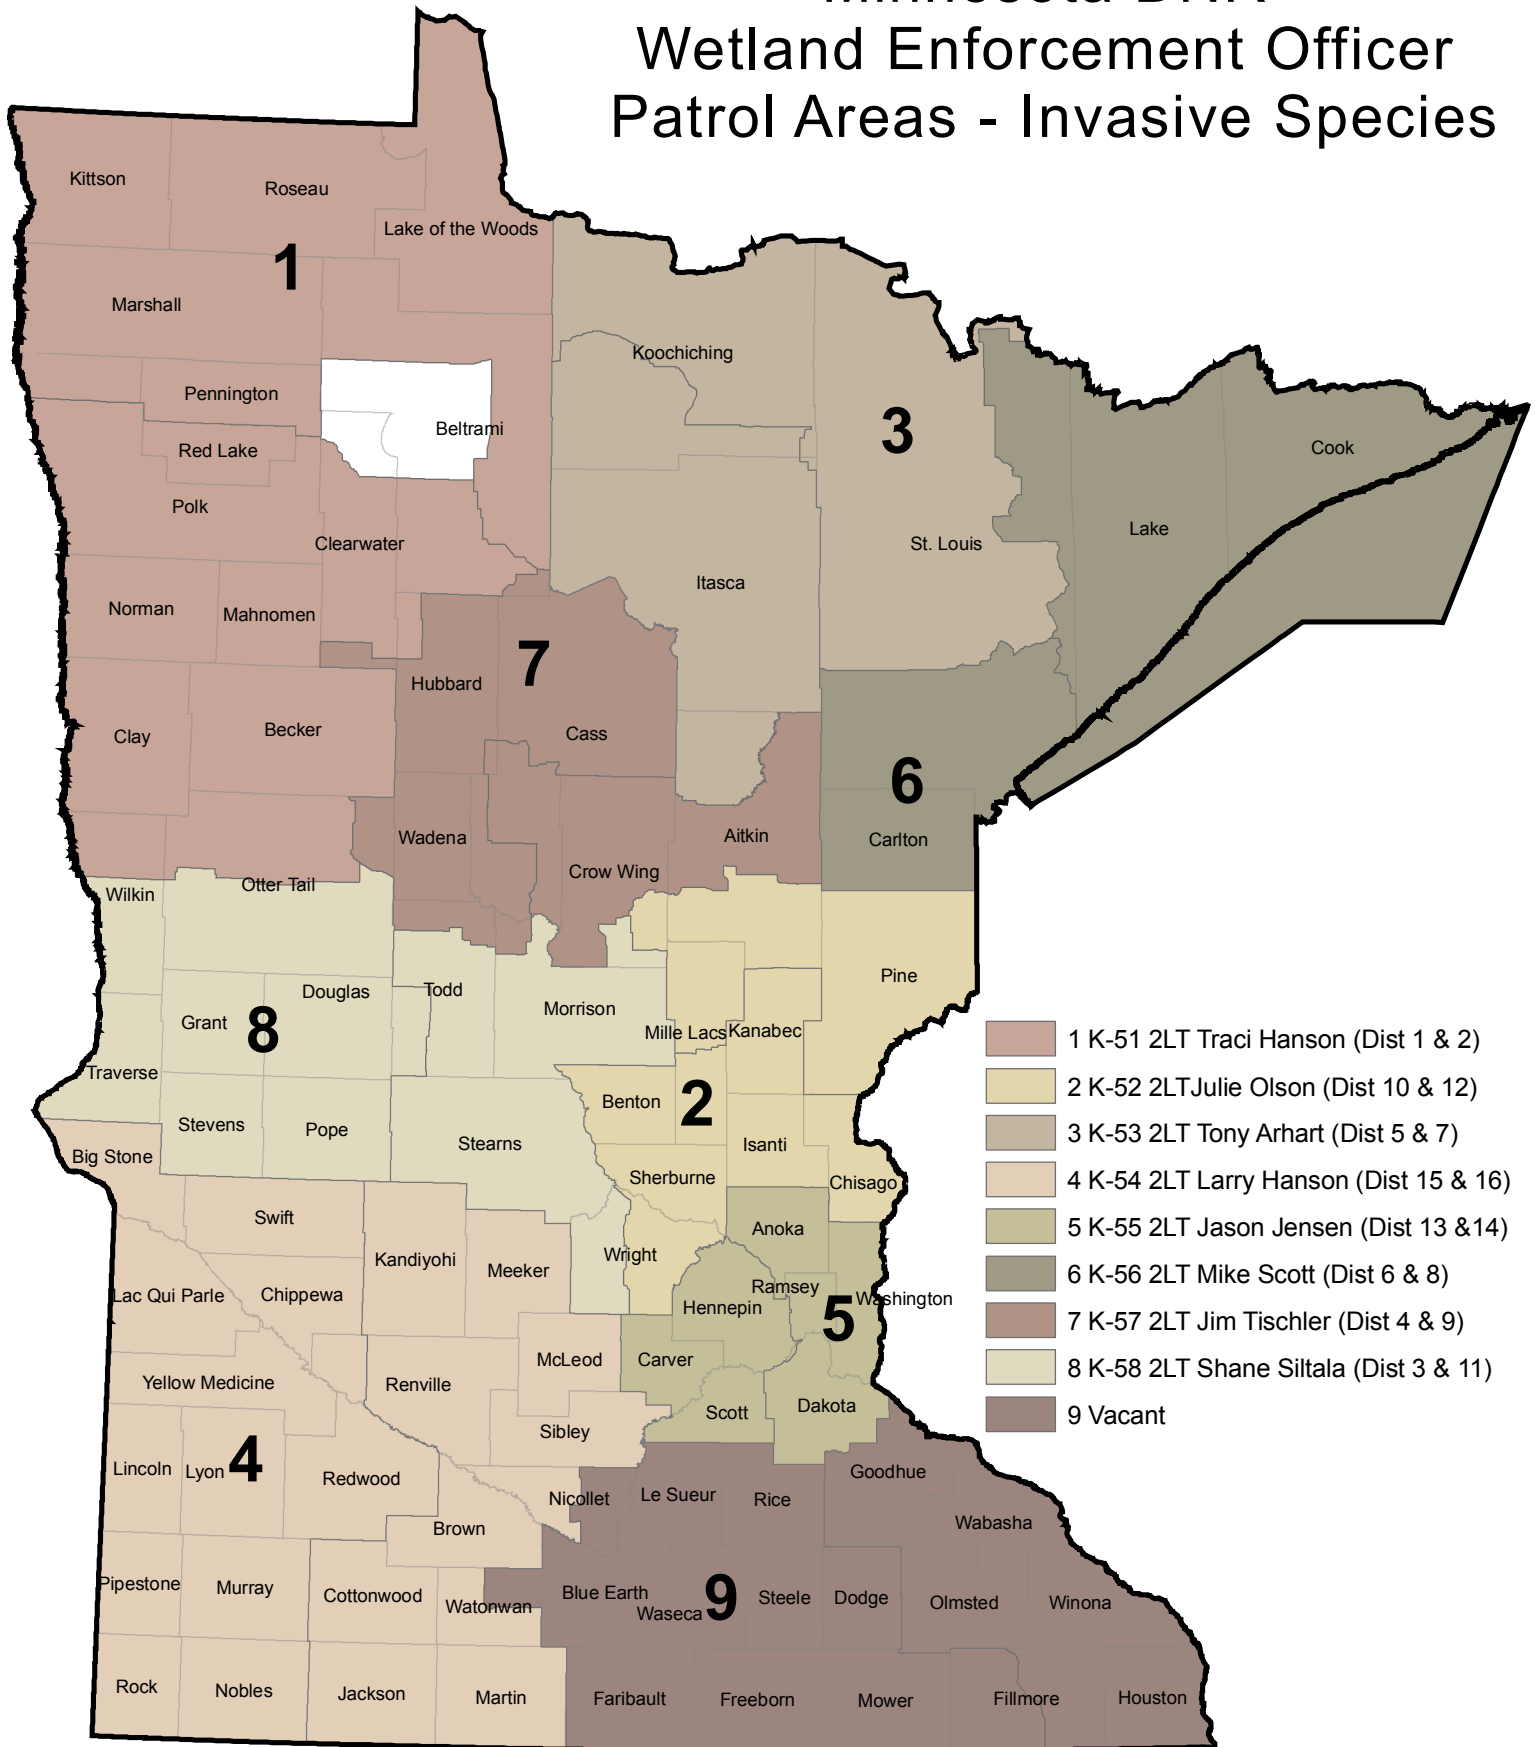 Minnesota DNR
Wetland Enforcement Officer
Patrol Areas - Invasive Species
Kittson
Roseau
Lake of the Woods
1
Marshall
Koochiching
Pennington
Beltrami
3
Cook
Red Lake
Polk
Clearwater
St. Louis
Lake
Itasca
Norman
Mahnomen
7
Hubbard
Clay
Becker
Cass
6
Wadena
Aitkin
Carlton
Crow Wing
Wilkin
Otter Tail
Pine
Douglas
Todd
Morrison
Grant
8
Mille Lacs
Kanabec
Traverse
Benton
2
Stevens
Pope
Stearns
Isanti
Big Stone
Sherburne
Chisago
Swift
Anoka
Kandiyohi
Wright
Meeker
Lac Qui Parle
Chippewa
Ramsey
Washington
Hennepin
5
McLeod
Carver
Yellow Medicine
Renville
Scott
Dakota
Sibley
Lincoln
Lyon
4
Redwood
Goodhue
Nicollet
Le Sueur
Rice
Brown
Wabasha
Pipestone
Murray
Cottonwood
Watonwan
Blue Earth
Waseca
9
Steele
Dodge
Olmsted
Winona
Rock
Nobles
Jackson
Martin
Faribault
Freeborn
Mower
Fillmore
Houston
1 K-51 2LT Traci Hanson (Dist 1 & 2)
2 K-52 2LTJulie Olson (Dist 10 & 12)
3 K-53 2LT Tony Arhart (Dist 5 & 7)
4 K-54 2LT Larry Hanson (Dist 15 & 16)
5 K-55 2LT Jason Jensen (Dist 13 &14)
6 K-56 2LT Mike Scott (Dist 6 & 8)
7 K-57 2LT Jim Tischler (Dist 4 & 9)
8 K-58 2LT Shane Siltala (Dist 3 & 11)
9 Vacant